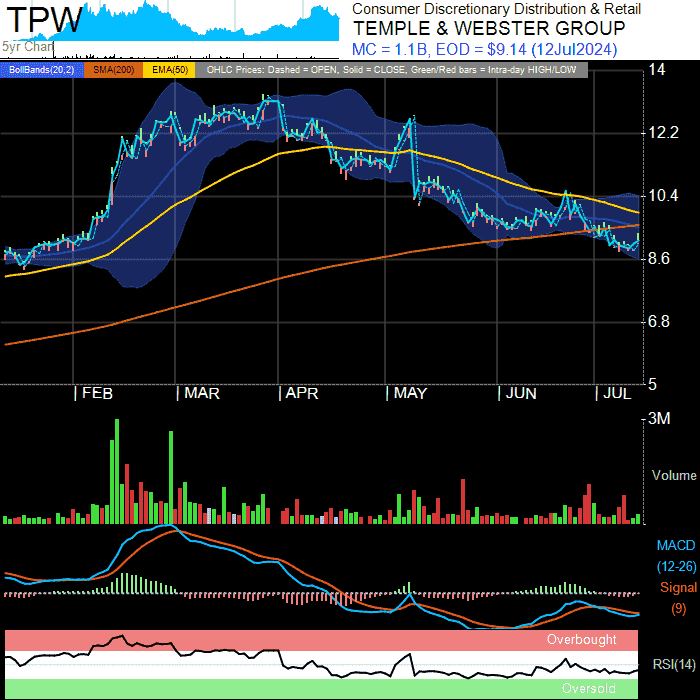 TPW
5yr Chart
Consumer Discretionary Distribution & Retail
TEMPLE & WEBSTER GROUP
MC = 1.1B, EOD = $9.14 (12Jul2024)
BollBands(20,2) SMA(200) EMA(50) OHLC Prices: Dashed = OPEN, Solid = CLOSE, Green/Red bars = Intra-day HIGH/LOW
14
12.2
10.4
8.6
6.8
5
| FEB | MAR | APR | MAY | JUN | JUL
3M
Volume
MACD
(12-26)
Signal
(9)
Overbought
RSI(14)
Oversold